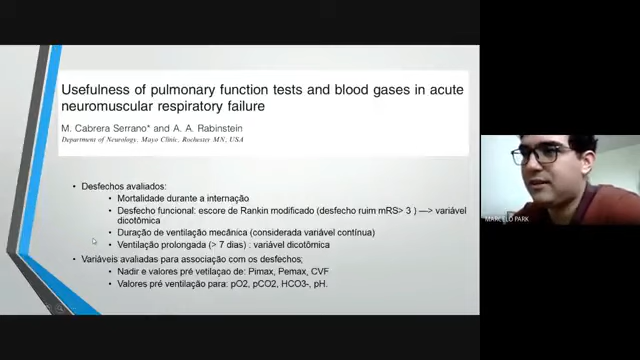 Usefulness of pulmonary function tests and blood gases in acute
neuromuscular respiratory failure
M. Cabrera Serrano* and A. A. Rabinstein
Department of Neurology, Mayo Clinic, Rochester MN, USA
• Desfechos avaliados:
• Mortalidade durante a internação
• Desfecho funcional: escore de Rankin modificado (desfecho ruim mRS> 3 ) —> variável
dicotômica
• Duração de ventilação mecânica (considerada variável contínua)
• Ventilação prolongada (> 7 dias) : variável dicotômica
• Variáveis avaliadas para associação com os desfechos;
• Nadir e valores pré vetilaçao de: Pimax, Pemax, CVF
• Valores pré ventilação para: pO2, pCO2, HCO3-, pH.
MARCELO PARK